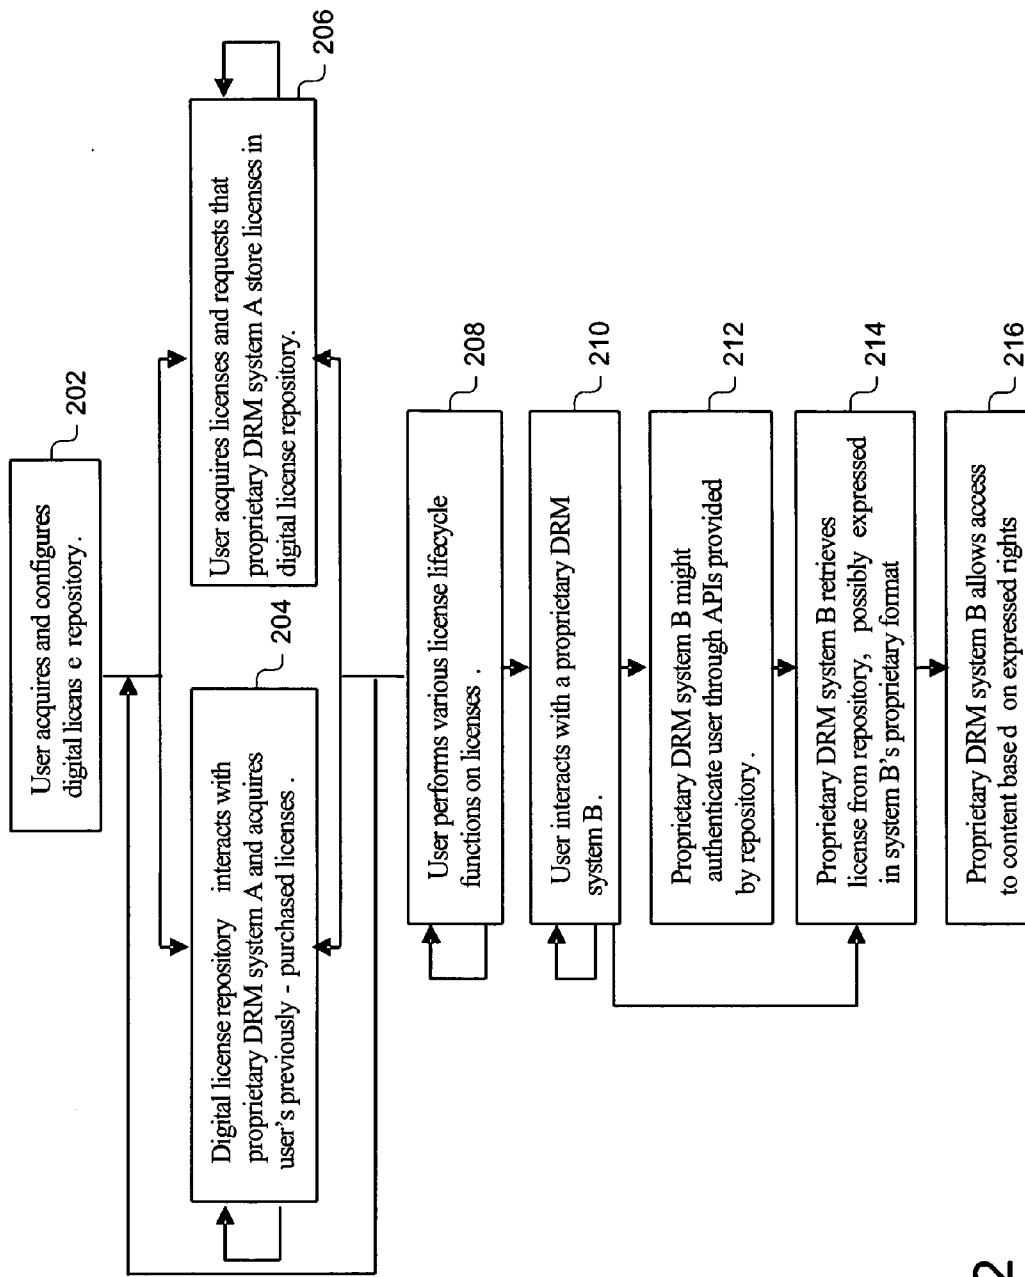 202
User acquires and configures
digital licens e repository .
204
Digital license repository interacts with
proprietary DRM system A and acquires
user's previously - purchased licenses .
206
User acquires licenses and requests that
proprietary DRM system A store licenses in
digital license repository.
208
User performs various license lifecycle
functions on licenses .
210
User interacts with a proprietary DRM
system B .
212
Proprietary DRM system B might
authenticate user through APIs provided
by repository .
214
Proprietary DRM system B retrieves
license from repository, possibly expressed
in system B's proprietary format
216
Proprietary DRM system B allows access
to content base d on expressed rights
2